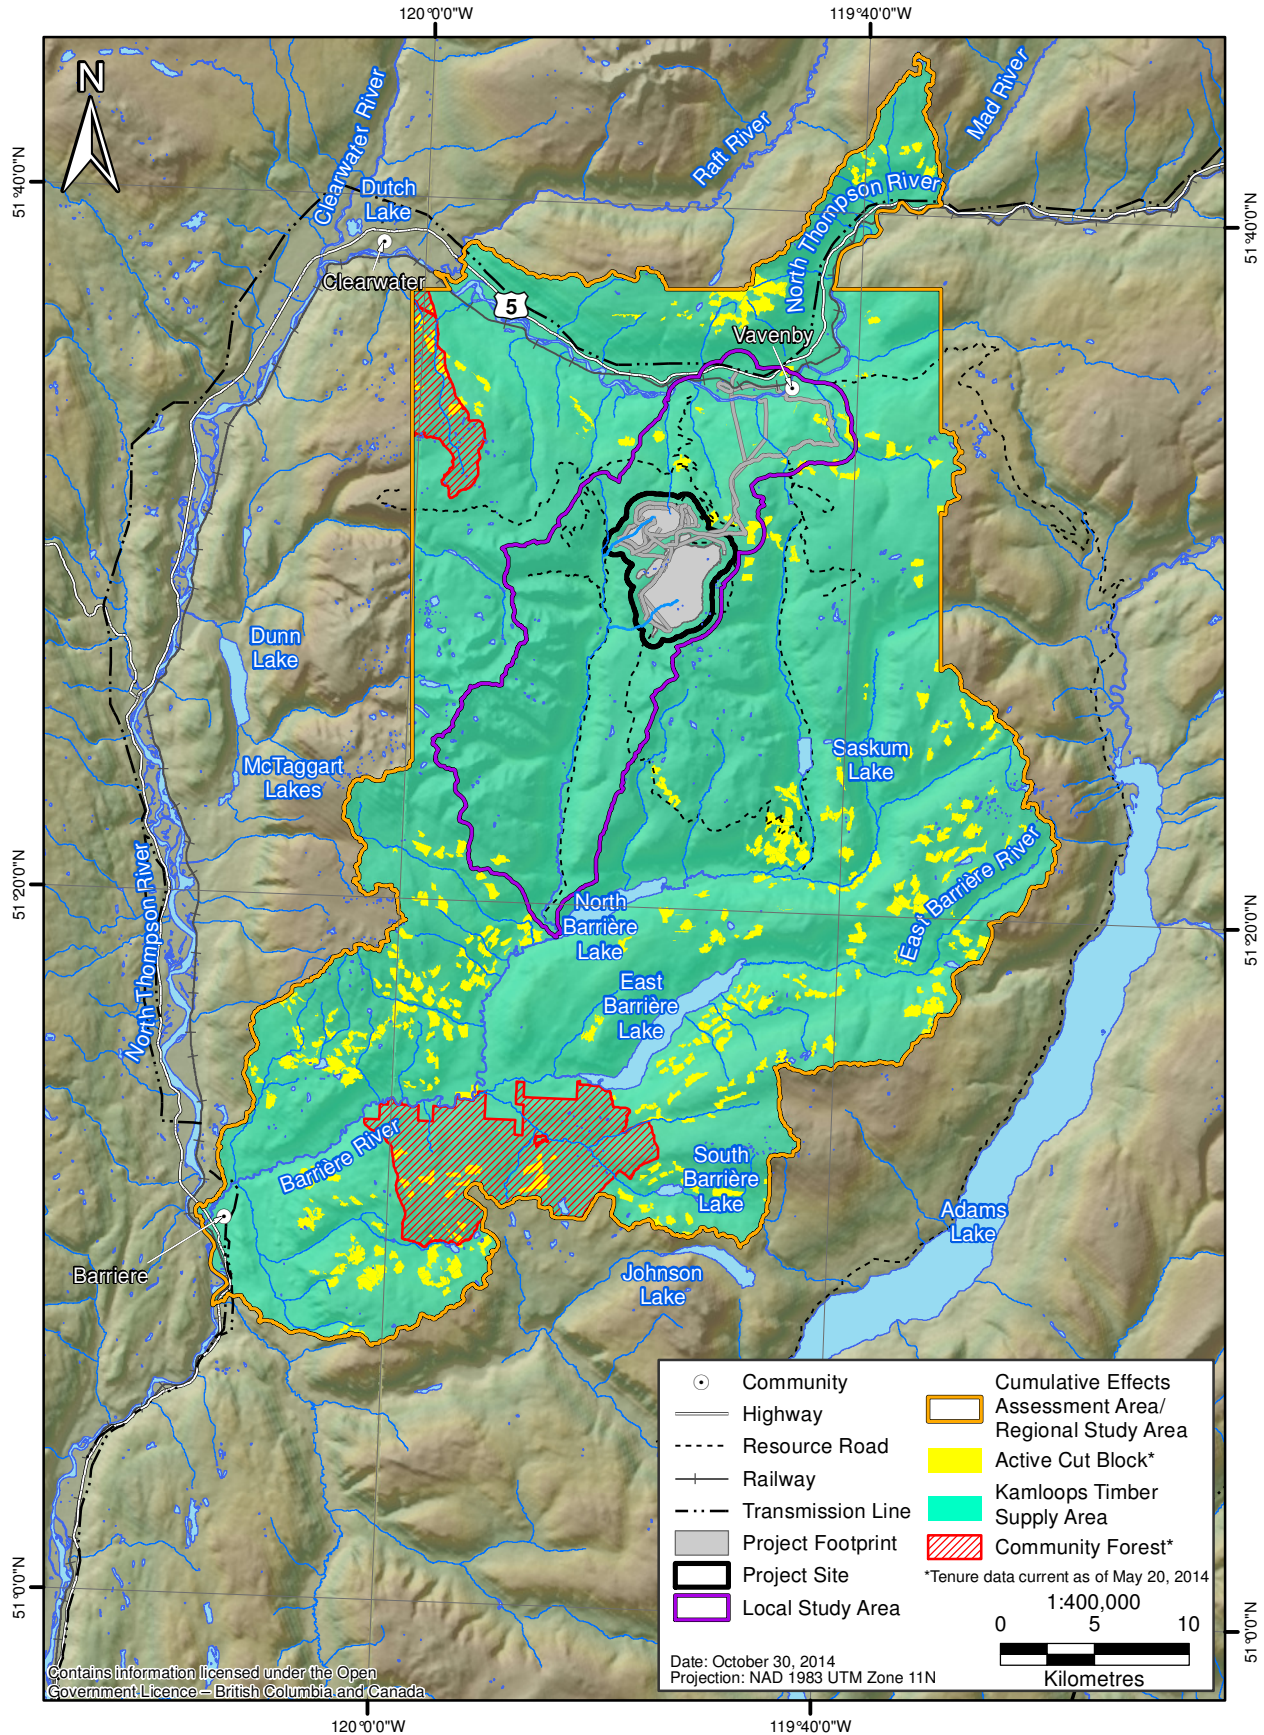 120°0'0"W
119°40'0"W
N
Clearwater River
Raft River
Mad River
51°40'0"N
Dutch
Lake
North Thompson River
51°40'0"N
Clearwater
5
Vavenby
Dunn
Lake
McTaggart
Lakes
Saskum
Lake
North Thompson River
51°20'0"N
North
Barrière
Lake
East Barrière River
51°20'0"N
East
Barrière
Lake
Barrière River
South
Barrière
Lake
Adams
Lake
Barriere
Johnson
Lake
Community
Highway
Resource Road
Railway
Transmission Line
Project Footprint
Project Site
Local Study Area
Cumulative Effects
Assessment Area/
Regional Study Area
Active Cut Block*
Kamloops Timber
Supply Area
Community Forest*
*Tenure data current as of May 20, 2014
1:400,000
0 5 10
Kilometres
Date: October 30, 2014
Projection: NAD 1983 UTM Zone 11N
51°0'0"N
51°0'0"N
Contains information licensed under the Open
Government Licence – British Columbia and Canada
120°0'0"W
119°40'0"W